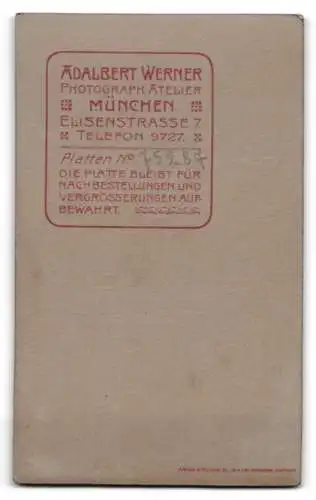 ADALBERT WERNER
PHOTOGRAPH. ATELIER
MÜNCHEN
ELISENSTRASSE 7
TELEFON 9727.
Platten No 75987
DIE PLATTE BLEIBT FÜR
NACHBESTELLUNGEN UND
VERGRÖSSERUNGEN AUF
BEWAHRT.